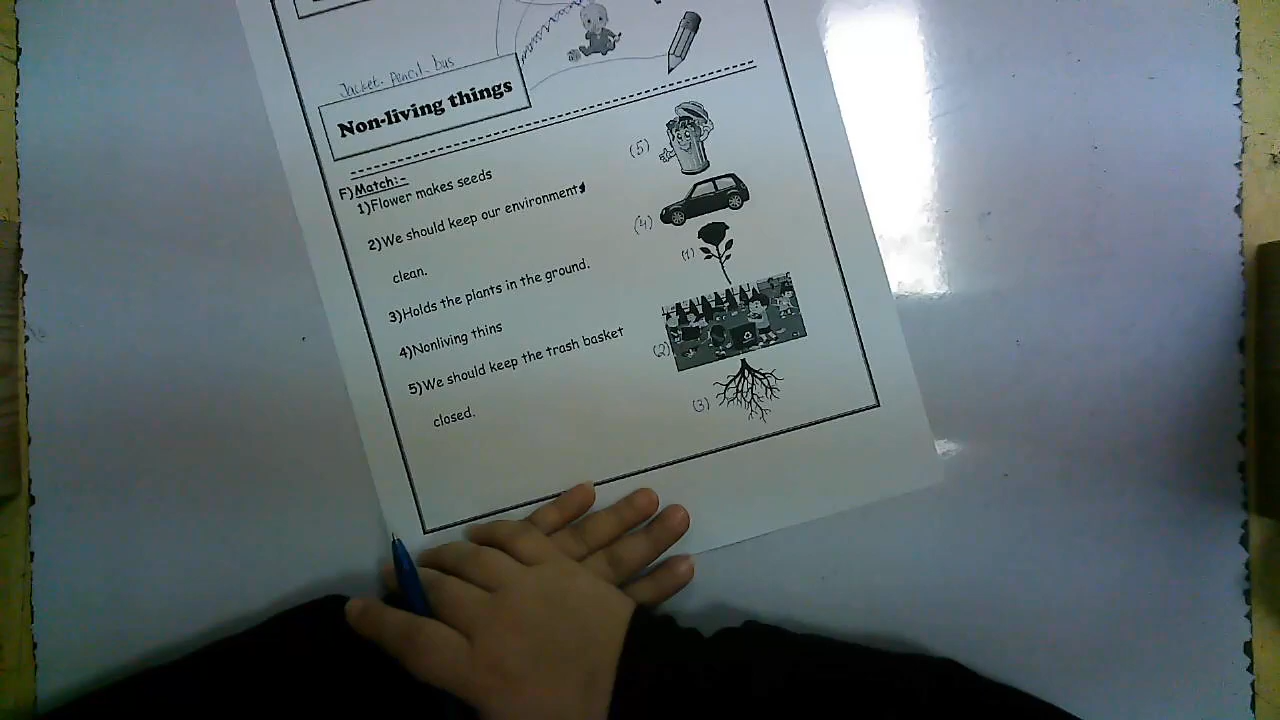 Jacket. Pencil - bus
Non-living things
F) Match:-
1)Flower makes seeds
(5)
2)We should keep our environment
clean.
(4)
(1)
3)Holds the plants in the ground.
4)Nonliving thins
(2)
5)We should keep the trash basket
closed.
(3)